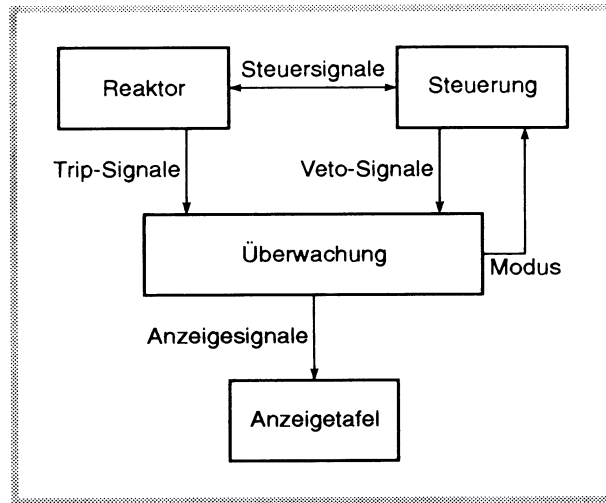 Reaktor
Steuersignale
Steuerung
Trip-Signale
Veto-Signale
Überwachung
Modus
Anzeigesignale
Anzeigetafel